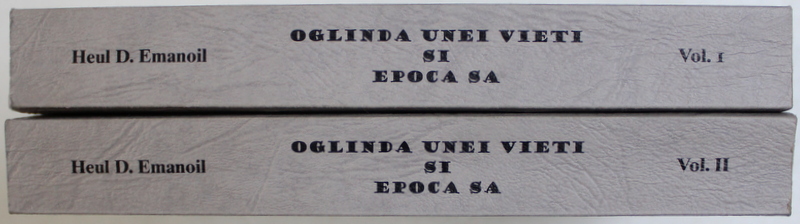 Heul D. Emanoil
OGLINDA UNEI VIETI
SI
EPOCA SA
Vol. I
Heul D. Emanoil
OGLINDA UNEI VIETI
SI
EPOCA SA
Vol. II